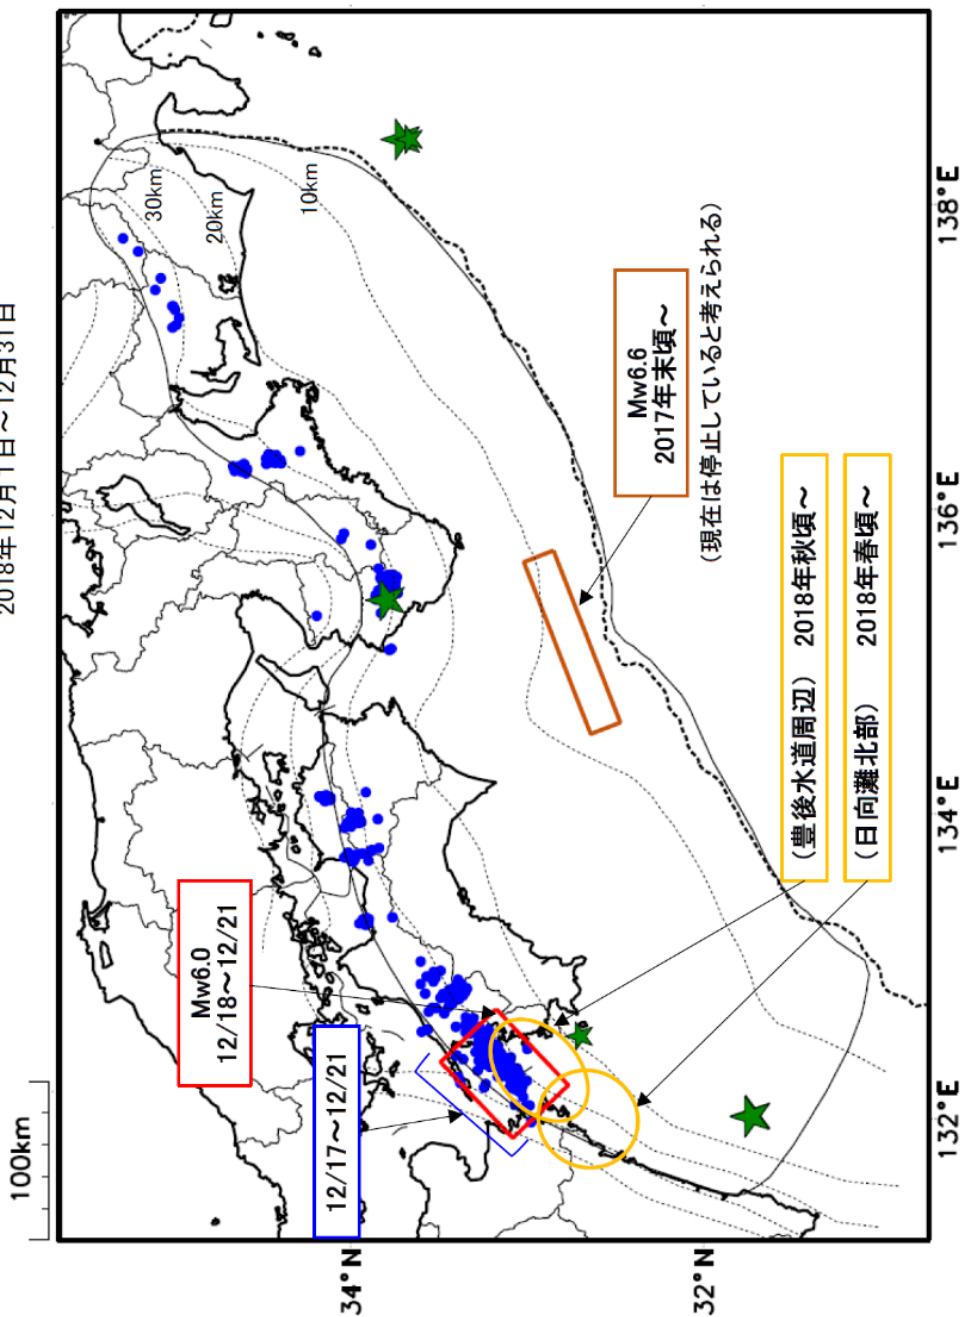 2018年12月1日～12月31日
100km
30km
20km
10km
Mw6.0
12/18～12/21
12/17～12/21
Mw6.6
2017年末頃～
(現在は停止していると考えられる)
(豊後水道周辺) 2018年秋頃～
(日向灘北部) 2018年春頃～
34°N
32°N
132°E
134°E
136°E
138°E